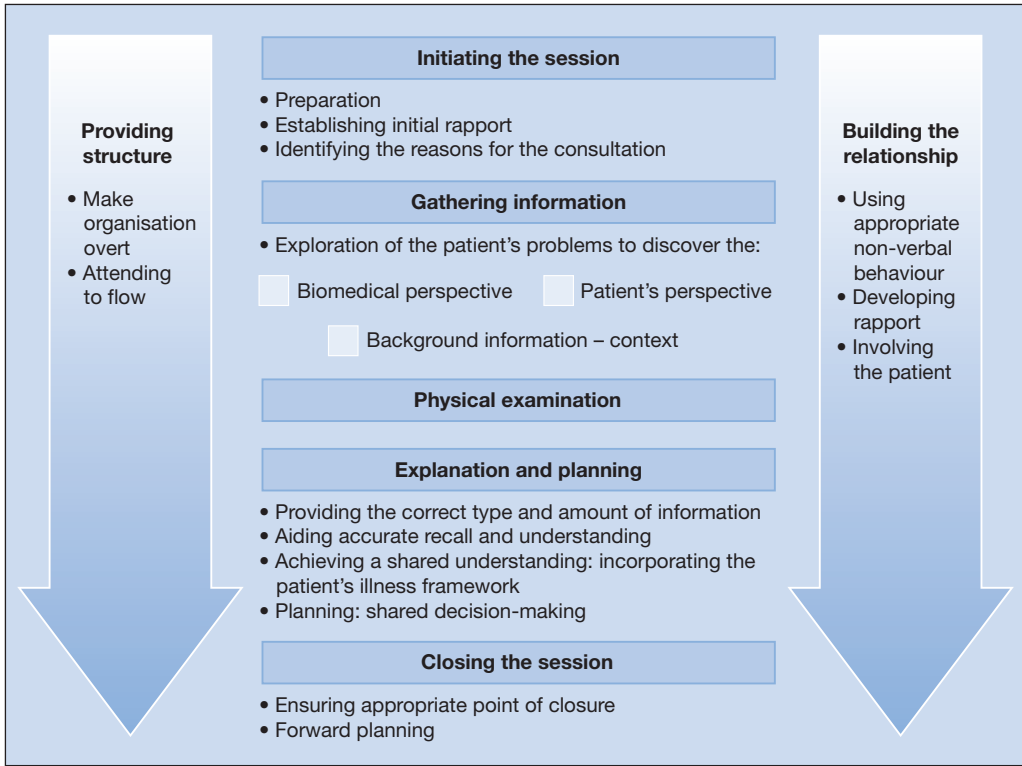 Providing
structure
• Make
organisation
overt
• Attending
to flow
Initiating the session
• Preparation
• Establishing initial rapport
• Identifying the reasons for the consultation
Gathering information
• Exploration of the patient’s problems to discover the:
Biomedical perspective
Patient’s perspective
Background information – context
Physical examination
Explanation and planning
• Providing the correct type and amount of information
• Aiding accurate recall and understanding
• Achieving a shared understanding: incorporating the
patient’s illness framework
• Planning: shared decision-making
Closing the session
• Ensuring appropriate point of closure
• Forward planning
Building the
relationship
• Using
appropriate
non-verbal
behaviour
• Developing
rapport
• Involving
the patient